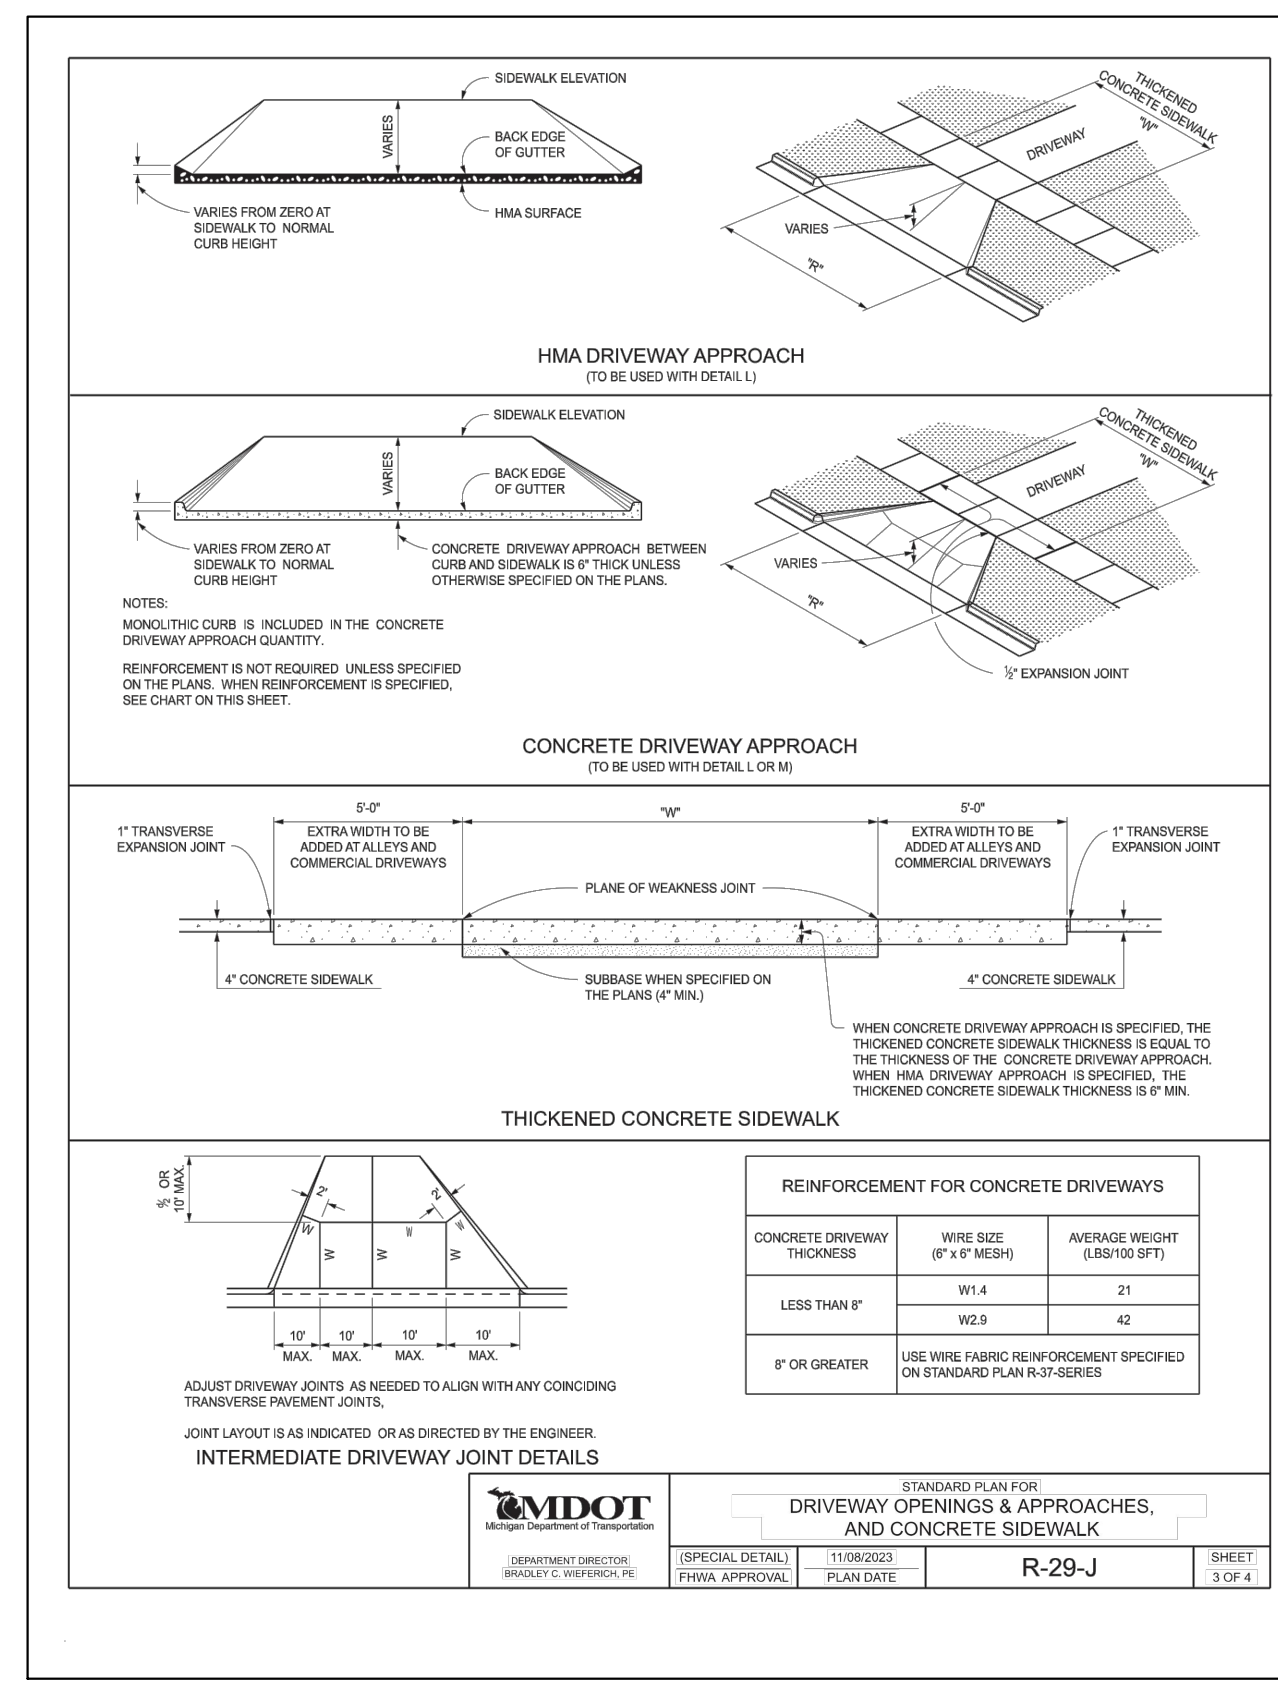 SIDEWALK ELEVATION
VARIES
BACK EDGE
OF GUTTER
VARIES FROM ZERO AT
SIDEWALK TO NORMAL
CURB HEIGHT
HMA SURFACE
THICKENED
CONCRETE SIDEWALK
"W"
DRIVEWAY
VARIES
"R"
HMA DRIVEWAY APPROACH
(TO BE USED WITH DETAIL L)
SIDEWALK ELEVATION
VARIES
BACK EDGE
OF GUTTER
VARIES FROM ZERO AT
SIDEWALK TO NORMAL
CURB HEIGHT
CONCRETE DRIVEWAY APPROACH BETWEEN
CURB AND SIDEWALK IS 6" THICK UNLESS
OTHERWISE SPECIFIED ON THE PLANS.
THICKENED
CONCRETE SIDEWALK
"W"
DRIVEWAY
VARIES
"R"
½" EXPANSION JOINT
NOTES:
MONOLITHIC CURB IS INCLUDED IN THE CONCRETE
DRIVEWAY APPROACH QUANTITY.
REINFORCEMENT IS NOT REQUIRED UNLESS SPECIFIED
ON THE PLANS. WHEN REINFORCEMENT IS SPECIFIED,
SEE CHART ON THIS SHEET.
CONCRETE DRIVEWAY APPROACH
(TO BE USED WITH DETAIL L OR M)
1" TRANSVERSE
EXPANSION JOINT
5'-0"
EXTRA WIDTH TO BE
ADDED AT ALLEYS AND
COMMERCIAL DRIVEWAYS
"W"
5'-0"
EXTRA WIDTH TO BE
ADDED AT ALLEYS AND
COMMERCIAL DRIVEWAYS
1" TRANSVERSE
EXPANSION JOINT
PLANE OF WEAKNESS JOINT
4" CONCRETE SIDEWALK
SUBBASE WHEN SPECIFIED ON
THE PLANS (4" MIN.)
4" CONCRETE SIDEWALK
WHEN CONCRETE DRIVEWAY APPROACH IS SPECIFIED, THE
THICKENED CONCRETE SIDEWALK THICKNESS IS EQUAL TO
THE THICKNESS OF THE CONCRETE DRIVEWAY APPROACH.
WHEN HMA DRIVEWAY APPROACH IS SPECIFIED, THE
THICKENED CONCRETE SIDEWALK THICKNESS IS 6" MIN.
THICKENED CONCRETE SIDEWALK
OR
10' MAX.
2'
2'
W
W
W
W
W
W
10'
MAX.
10'
MAX.
10'
MAX.
10'
MAX.
ADJUST DRIVEWAY JOINTS AS NEEDED TO ALIGN WITH ANY COINCIDING
TRANSVERSE PAVEMENT JOINTS,
JOINT LAYOUT IS AS INDICATED OR AS DIRECTED BY THE ENGINEER.
INTERMEDIATE DRIVEWAY JOINT DETAILS
REINFORCEMENT FOR CONCRETE DRIVEWAYS
CONCRETE DRIVEWAY
THICKNESS
WIRE SIZE
(6" x 6" MESH)
AVERAGE WEIGHT
(LBS/100 SFT)
LESS THAN 8"
W1.4
21
W2.9
42
8" OR GREATER
USE WIRE FABRIC REINFORCEMENT SPECIFIED
ON STANDARD PLAN R-37-SERIES
MDOT
Michigan Department of Transportation
DEPARTMENT DIRECTOR
BRADLEY C. WIEFERICH, PE
STANDARD PLAN FOR
DRIVEWAY OPENINGS & APPROACHES,
AND CONCRETE SIDEWALK
(SPECIAL DETAIL)
FHWA APPROVAL
11/08/2023
PLAN DATE
R-29-J
SHEET
3 OF 4